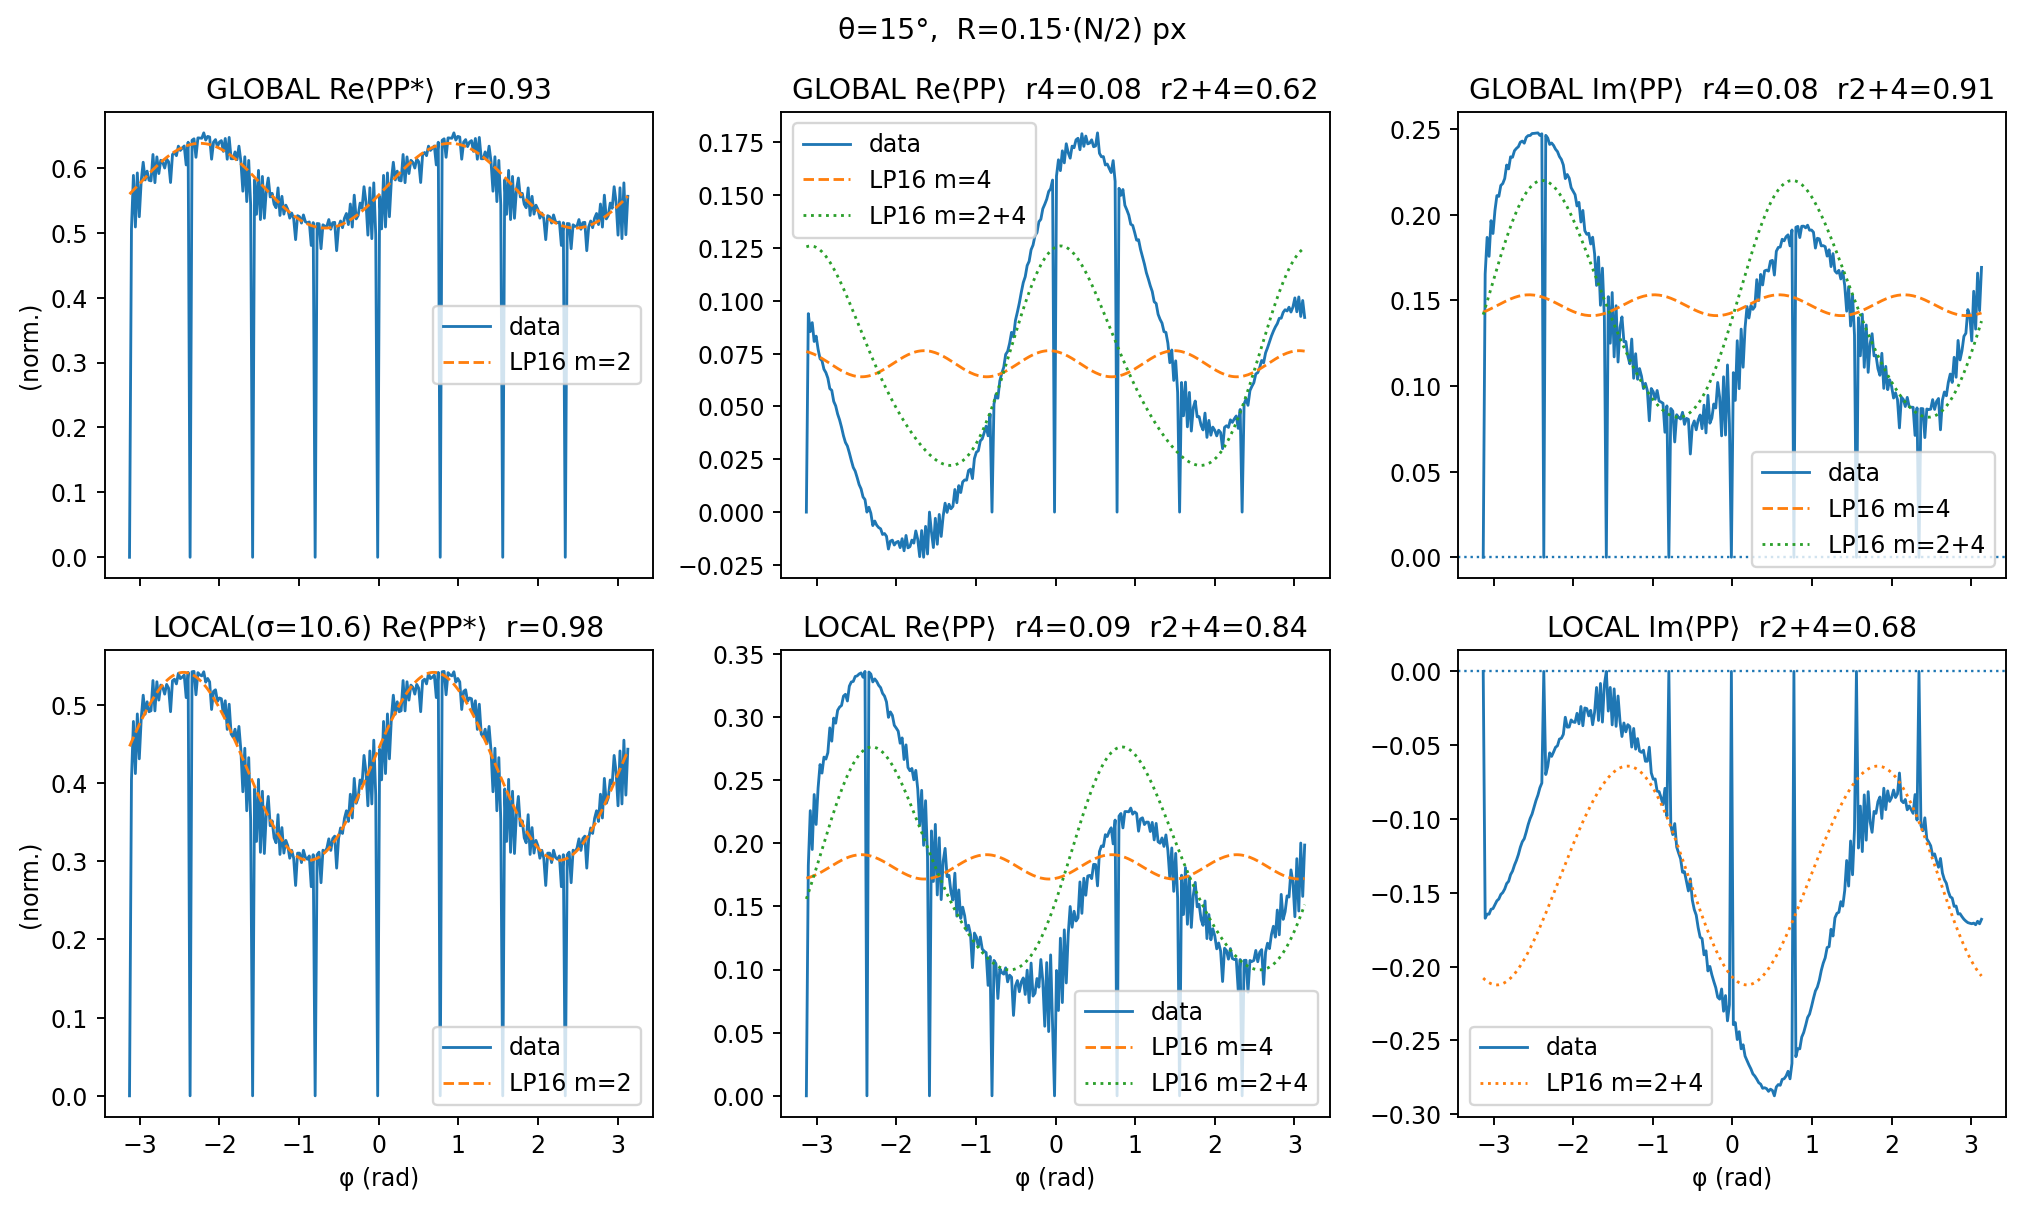 θ=15°,  R=0.15·(N/2) px
GLOBAL Re⟨PP*⟩  r=0.93
(norm.)
0.6
0.5
0.4
0.3
0.2
0.1
0.0
data
LP16 m=2
GLOBAL Re⟨PP⟩  r4=0.08  r2+4=0.62
0.175
0.150
0.125
0.100
0.075
0.050
0.025
0.000
−0.025
data
LP16 m=4
LP16 m=2+4
GLOBAL Im⟨PP⟩  r4=0.08  r2+4=0.91
0.25
0.20
0.15
0.10
0.05
0.00
data
LP16 m=4
LP16 m=2+4
LOCAL(σ=10.6) Re⟨PP*⟩  r=0.98
(norm.)
0.5
0.4
0.3
0.2
0.1
0.0
data
LP16 m=2
−3 −2 −1 0 1 2 3
φ (rad)
LOCAL Re⟨PP⟩  r4=0.09  r2+4=0.84
0.35
0.30
0.25
0.20
0.15
0.10
0.05
0.00
data
LP16 m=4
LP16 m=2+4
−3 −2 −1 0 1 2 3
φ (rad)
LOCAL Im⟨PP⟩  r2+4=0.68
0.00
−0.05
−0.10
−0.15
−0.20
−0.25
−0.30
data
LP16 m=2+4
−3 −2 −1 0 1 2 3
φ (rad)